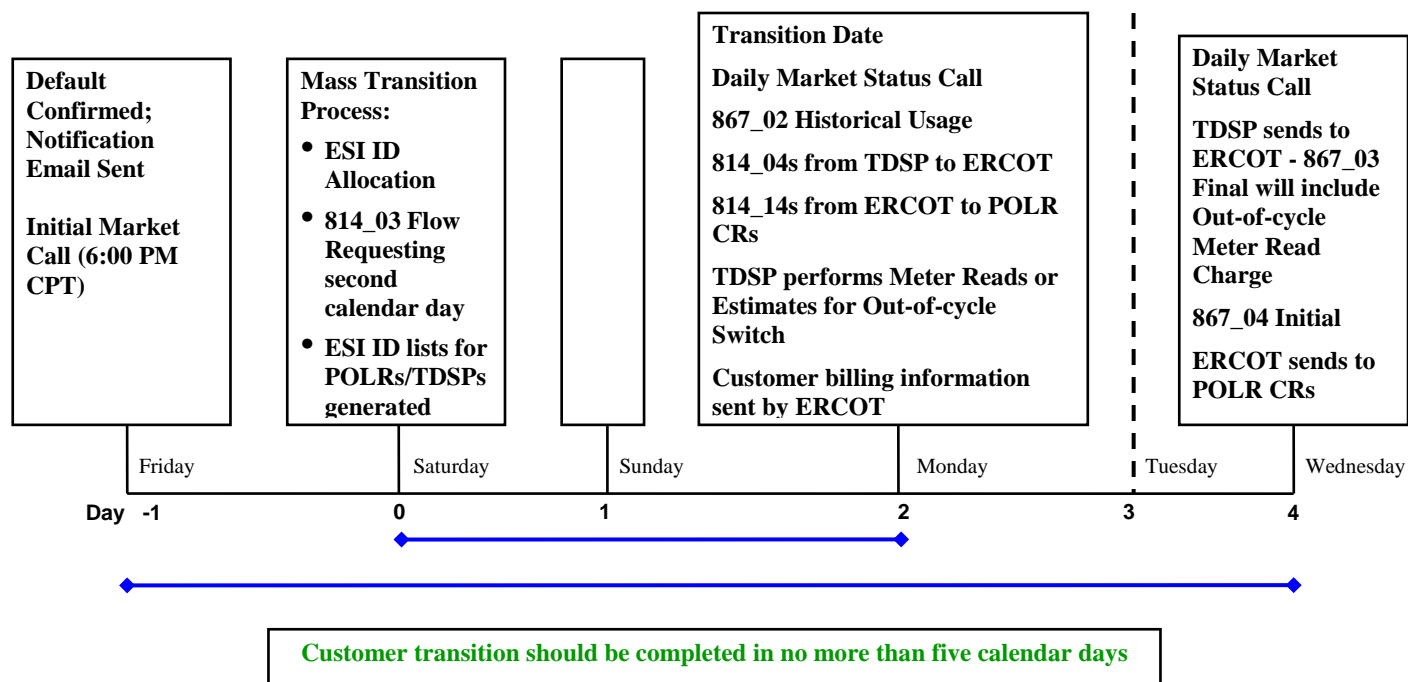 Default
Confirmed;
Notification
Email Sent
Initial Market
Call (6:00 PM
CPT)
Mass Transition
Process:
• ESI ID
Allocation
• 814_03 Flow
Requesting
second
calendar day
• ESI ID lists for
POLRs/TDSPs
generated
Transition Date
Daily Market Status Call
867_02 Historical Usage
814_04s from TDSP to ERCOT
814_14s from ERCOT to POLR
CRs
TDSP performs Meter Reads or
Estimates for Out-of-cycle
Switch
Customer billing information
sent by ERCOT
Daily Market
Status Call
TDSP sends to
ERCOT - 867_03
Final will include
Out-of-cycle
Meter Read
Charge
867_04 Initial
ERCOT sends to
POLR CRs
Friday
Saturday
Sunday
Monday
Tuesday
Wednesday
Day -1
0
1
2
3
4
Customer transition should be completed in no more than five calendar days